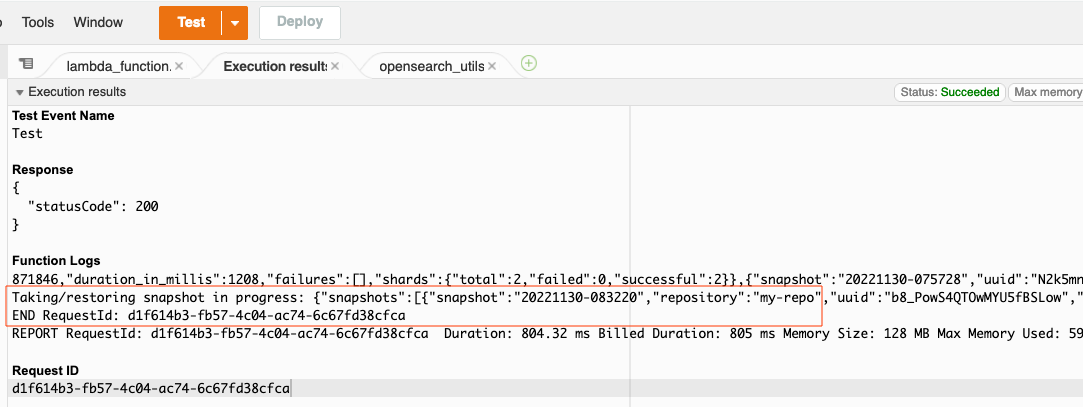 Tools Window Test Deploy
lambda_function. Execution results opensearch_utils
Execution results Status: Succeeded Max memory
Test Event Name
Test
Response
{
"statusCode": 200
}
Function Logs
871846,"duration_in_millis":1208,"failures":[],"shards":{"total":2,"failed":0,"successful":2}},{"snapshot":"20221130-075728","uuid":"N2k5mn
Taking/restoring snapshot in progress: {"snapshots":[{"snapshot":"20221130-083220","repository":"my-repo","uuid":"b8_PowS4QTOwMYU5fBSLow","
END RequestId: d1f614b3-fb57-4c04-ac74-6c67fd38cfca
REPORT RequestId: d1f614b3-fb57-4c04-ac74-6c67fd38cfca Duration: 804.32 ms Billed Duration: 805 ms Memory Size: 128 MB Max Memory Used: 59
Request ID
d1f614b3-fb57-4c04-ac74-6c67fd38cfca